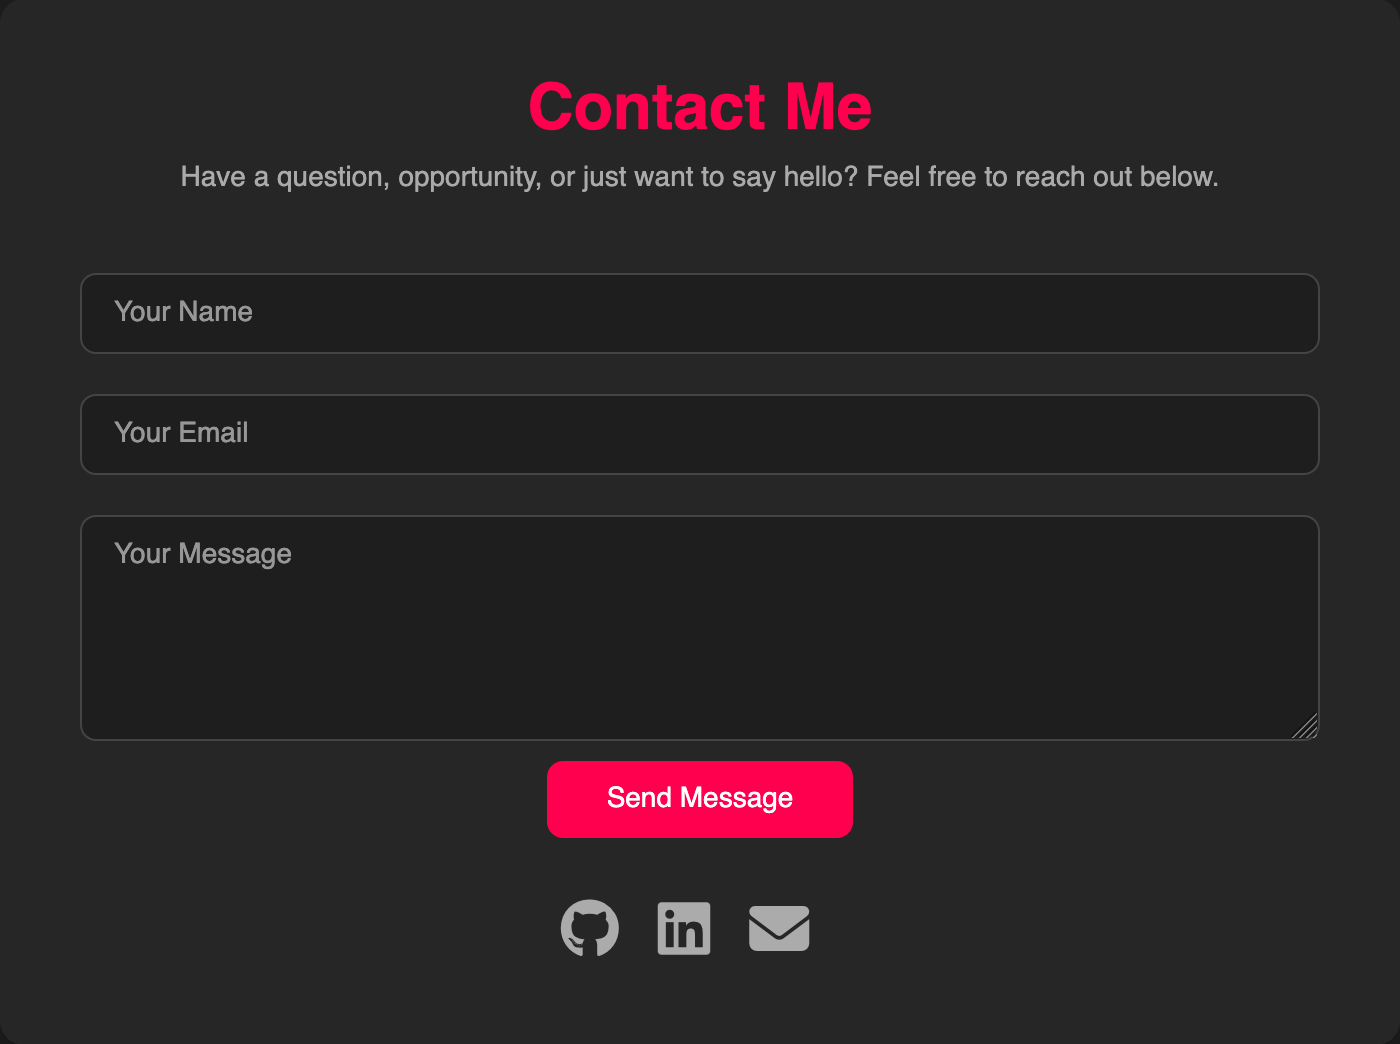 Contact Me
Have a question, opportunity, or just want to say hello? Feel free to reach out below.
Your Name
Your Email
Your Message
Send Message
in